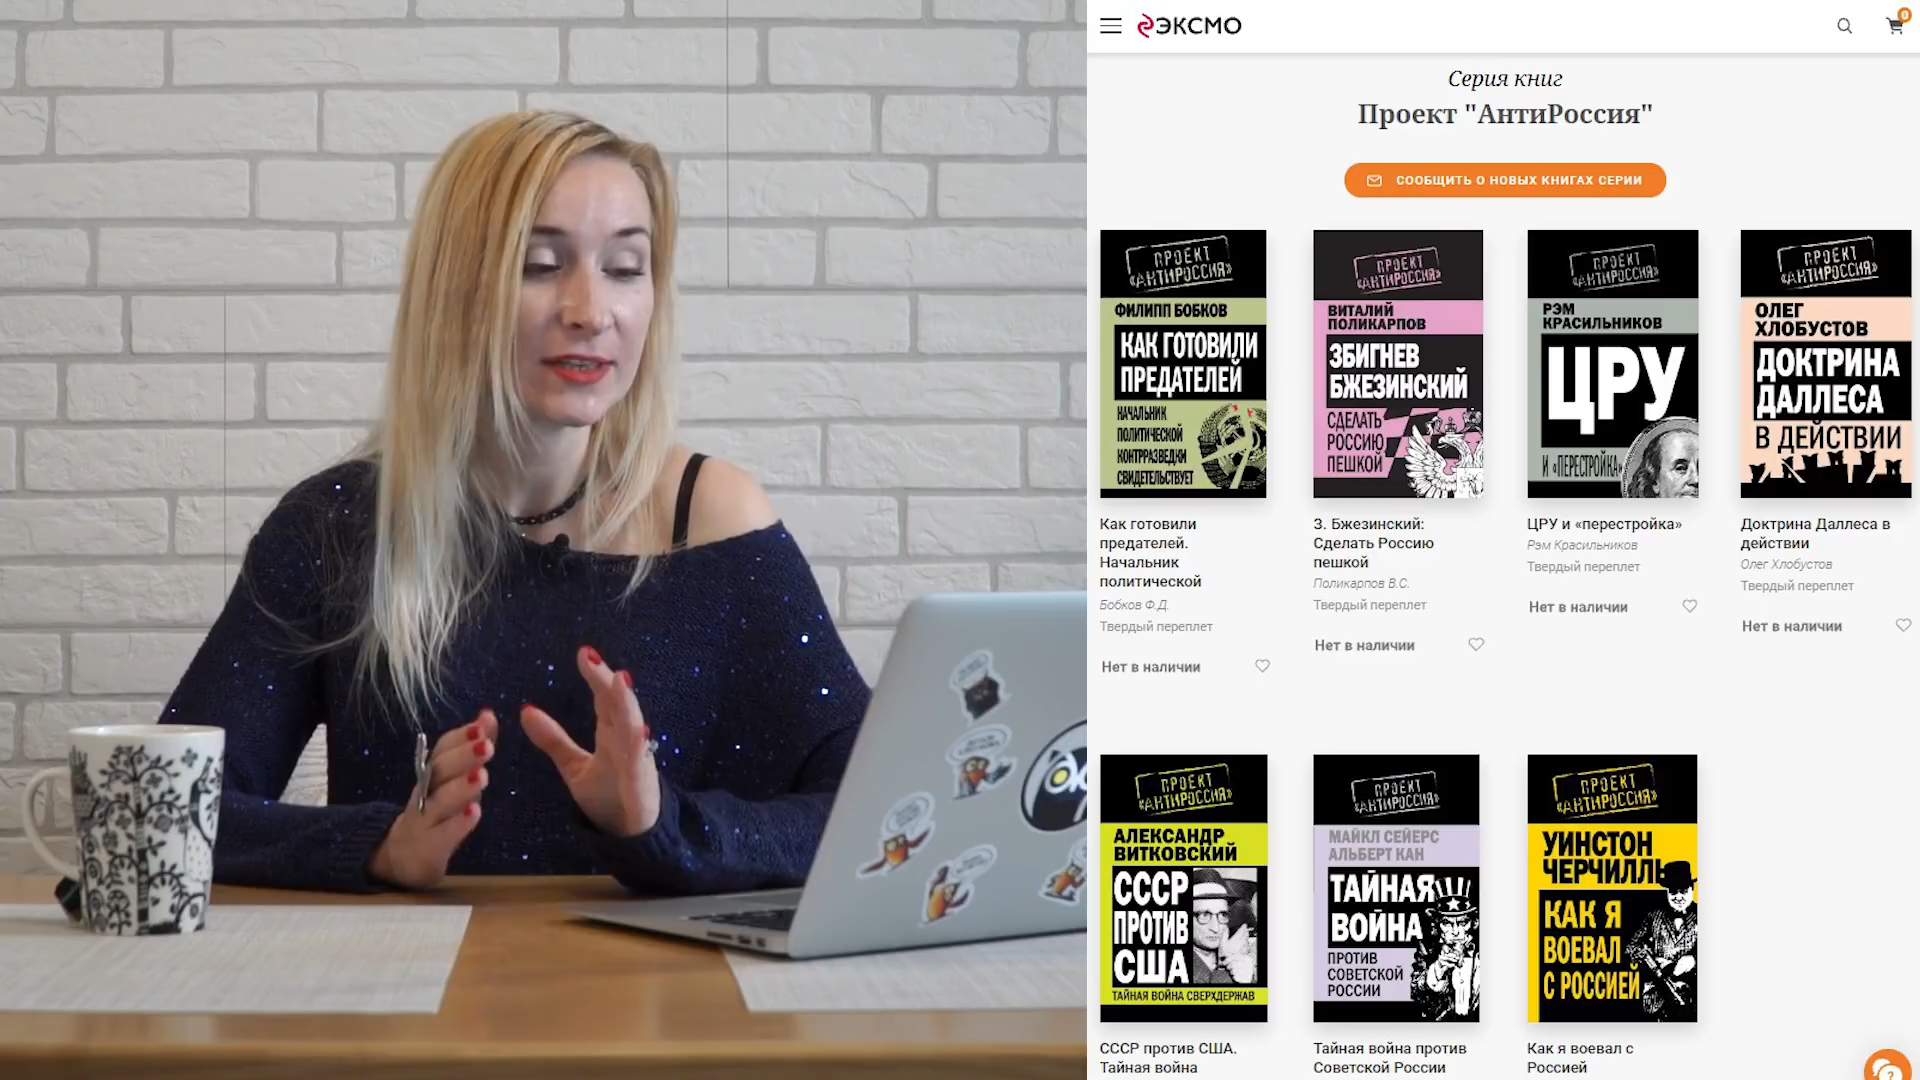 ЭКСМО
0
Серия книг
Проект "АнтиРоссия"
СООБЩИТЬ О НОВЫХ КНИГАХ СЕРИИ
ПРОЕКТ
«АНТИРОССИЯ»
ФИЛИПП БОБКОВ
КАК ГОТОВИЛИ
ПРЕДАТЕЛЕЙ
НАЧАЛЬНИК
ПОЛИТИЧЕСКОЙ
КОНТРРАЗВЕДКИ
СВИДЕТЕЛЬСТВУЕТ
Как готовили
предателей.
Начальник
политической
Бобков Ф.Д.
Твердый переплет
Нет в наличии
ПРОЕКТ
«АНТИРОССИЯ»
ВИТАЛИЙ
ПОЛИКАРПОВ
ЗБИГНЕВ
БЖЕЗИНСКИЙ
СДЕЛАТЬ
РОССИЮ
ПЕШКОЙ
З. Бжезинский:
Сделать Россию
пешкой
Поликарпов В.С.
Твердый переплет
Нет в наличии
ПРОЕКТ
«АНТИРОССИЯ»
РЭМ
КРАСИЛЬНИКОВ
ЦРУ
И «ПЕРЕСТРОЙКА»
ЦРУ и «перестройка»
Рэм Красильников
Твердый переплет
Нет в наличии
ПРОЕКТ
«АНТИРОССИЯ»
ОЛЕГ
ХЛОБУСТОВ
ДОКТРИНА
ДАЛЛЕСА
В ДЕЙСТВИИ
Доктрина Даллеса в
действии
Олег Хлобустов
Твердый переплет
Нет в наличии
ПРОЕКТ
«АНТИРОССИЯ»
АЛЕКСАНДР
ВИТКОВСКИЙ
СССР
ПРОТИВ
США
ТАЙНАЯ ВОЙНА СВЕРХДЕРЖАВ
СССР против США.
Тайная война
ПРОЕКТ
«АНТИРОССИЯ»
МАЙКЛ СЕЙЕРС
АЛЬБЕРТ КАН
ТАЙНАЯ
ВОЙНА
ПРОТИВ
СОВЕТСКОЙ
РОССИИ
Тайная война против
Советской России
ПРОЕКТ
«АНТИРОССИЯ»
УИНСТОН
ЧЕРЧИЛЛЬ
КАК Я
ВОЕВАЛ
С РОССИЕЙ
Как я воевал с
Россией
?